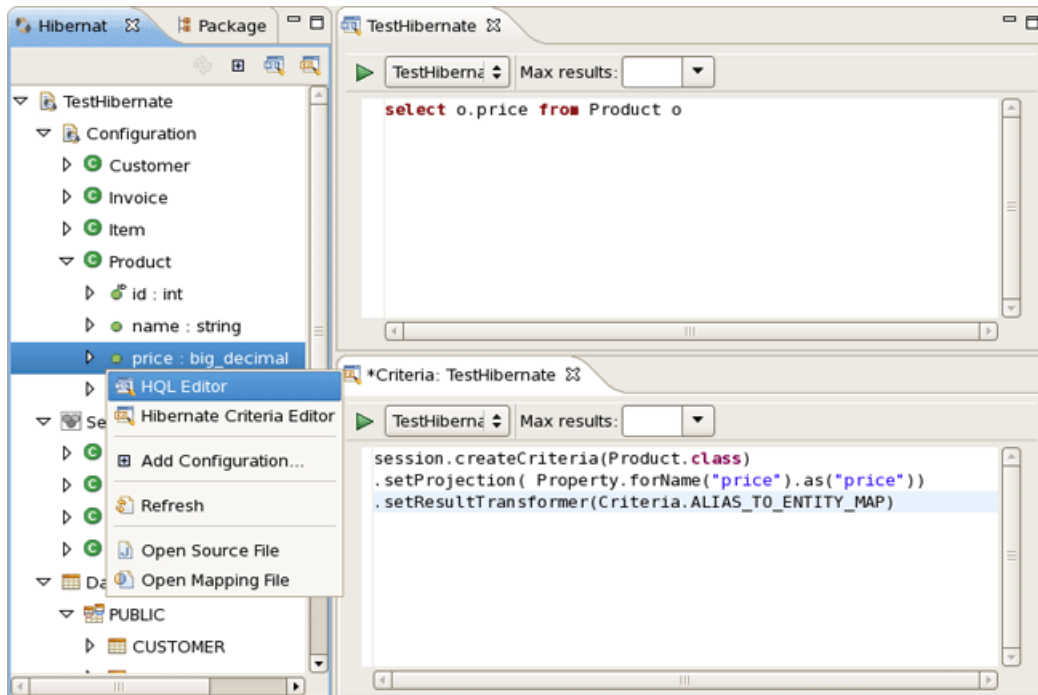 Hibernat
Package
TestHibernate
Configuration
Customer
Invoice
Item
Product
id : int
name : string
price : big_decimal
HQL Editor
Hibernate Criteria Editor
Se
Add Configuration...
Refresh
Open Source File
Open Mapping File
Da
PUBLIC
CUSTOMER
TestHibernate
TestHiberna Max results:
select o.price from Product o
*Criteria: TestHibernate
TestHiberna Max results:
session.createCriteria(Product.class)
.setProjection( Property.forName("price").as("price"))
.setResultTransformer(Criteria.ALIAS_TO_ENTITY_MAP)